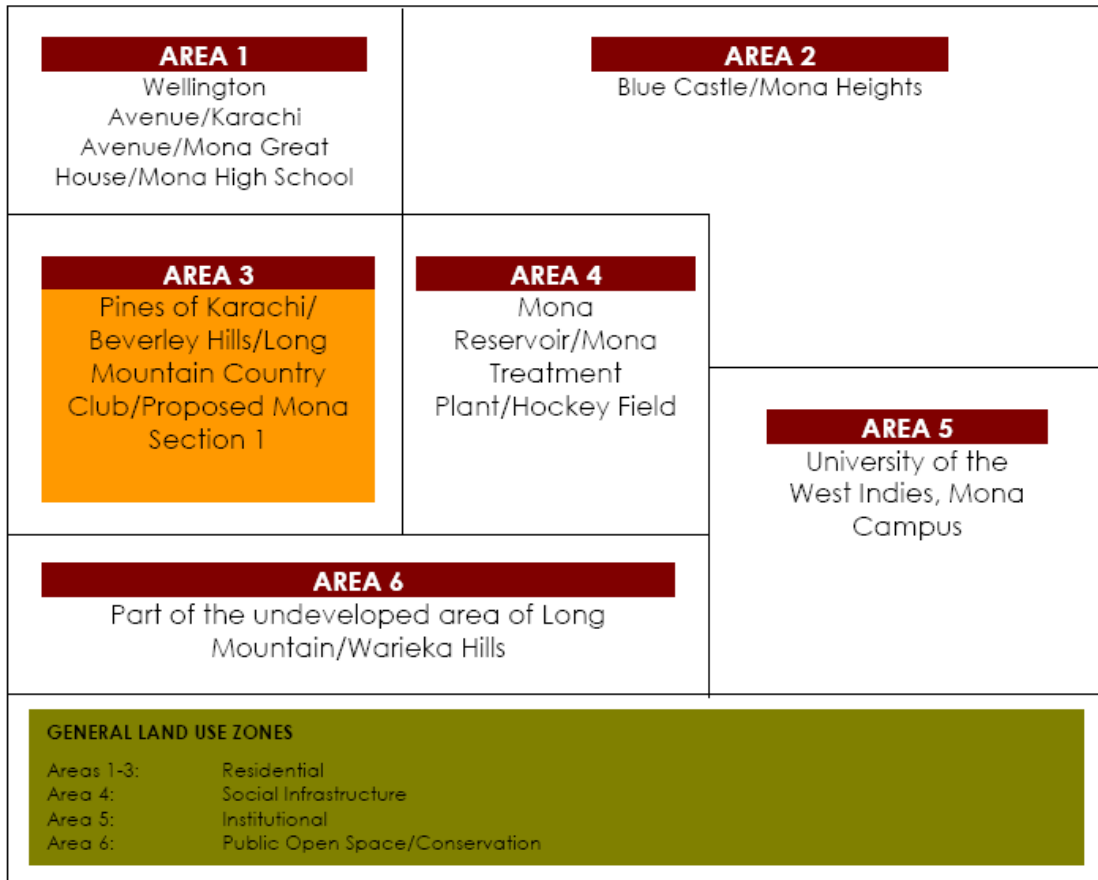 AREA 1
Wellington
Avenue/Karachi
Avenue/Mona Great
House/Mona High School
AREA 2
Blue Castle/Mona Heights
AREA 3
Pines of Karachi/
Beverley Hills/Long
Mountain Country
Club/Proposed Mona
Section 1
AREA 4
Mona
Reservoir/Mona
Treatment
Plant/Hockey Field
AREA 5
University of the
West Indies, Mona
Campus
AREA 6
Part of the undeveloped area of Long
Mountain/Warieka Hills
GENERAL LAND USE ZONES
Areas 1-3: Residential
Area 4: Social Infrastructure
Area 5: Institutional
Area 6: Public Open Space/Conservation